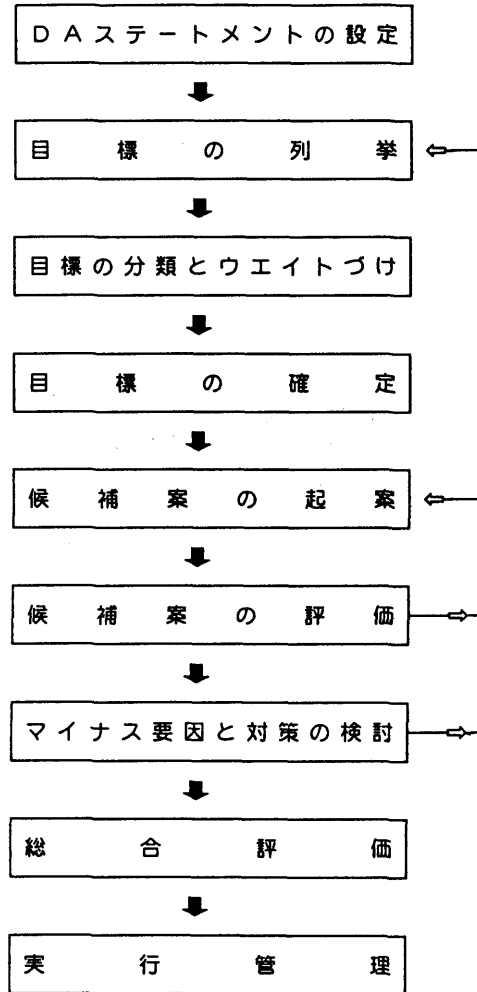 DAステートメントの設定
目標の列挙
目標の分類とウエイトづけ
目標の確定
候補案の起案
候補案の評価
マイナス要因と対策の検討
総合評価
実行管理